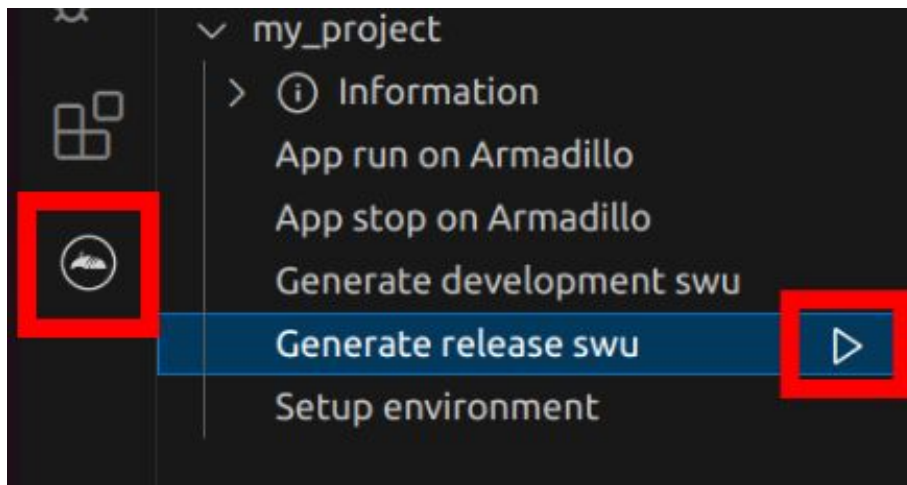 my_project
Information
App run on Armadillo
App stop on Armadillo
Generate development swu
Generate release swu
Setup environment